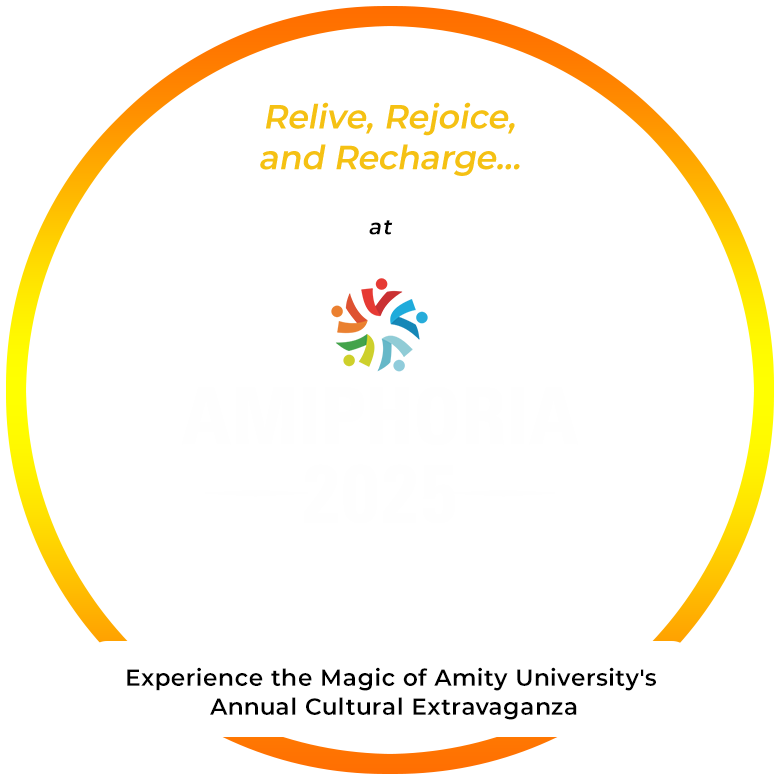 Relive, Rejoice,
and Recharge...
at
AMIPHORIA
2025
Experience the Magic of Amity University's
Annual Cultural Extravaganza